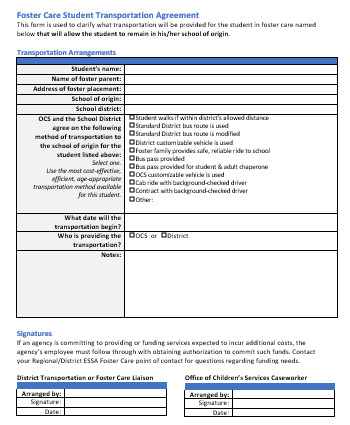 Foster Care Student Transportation Agreement
This form is used to clarify what transportation will be provided for the student in foster care named
below that will allow the student to remain in his/her school of origin.
Transportation Arrangements
Student's name:
Name of foster parent:
Address of foster placement:
School of origin:
School district:
OCS and the School District
agree on the following
method of transportation to
the school of origin for the
student listed above:
Select one.
Use the most cost-effective,
efficient, age-appropriate
transportation method available
for this student.
Student walks if within district's allowed distance
Standard District bus route is used
Standard District bus route is modified
District customizable vehicle is used
Foster family provides safe, reliable ride to school
Bus pass provided
Bus pass provided for student & adult chaperone
OCS customizable vehicle is used
Cab ride with background-checked driver
Contract with background-checked driver
Other:
What date will the
transportation begin?
Who is providing the
transportation?
OCS or District
Notes:
Signatures
If an agency is committing to providing or funding services expected to incur additional costs, the
agency's employee must follow through with obtaining authorization to commit such funds. Contact
your Regional/District ESSA Foster Care point of contact for questions regarding funding needs.
District Transportation or Foster Care Liaison
Arranged by:
Signature:
Date:
Office of Children's Services Caseworker
Arranged by:
Signature:
Date: